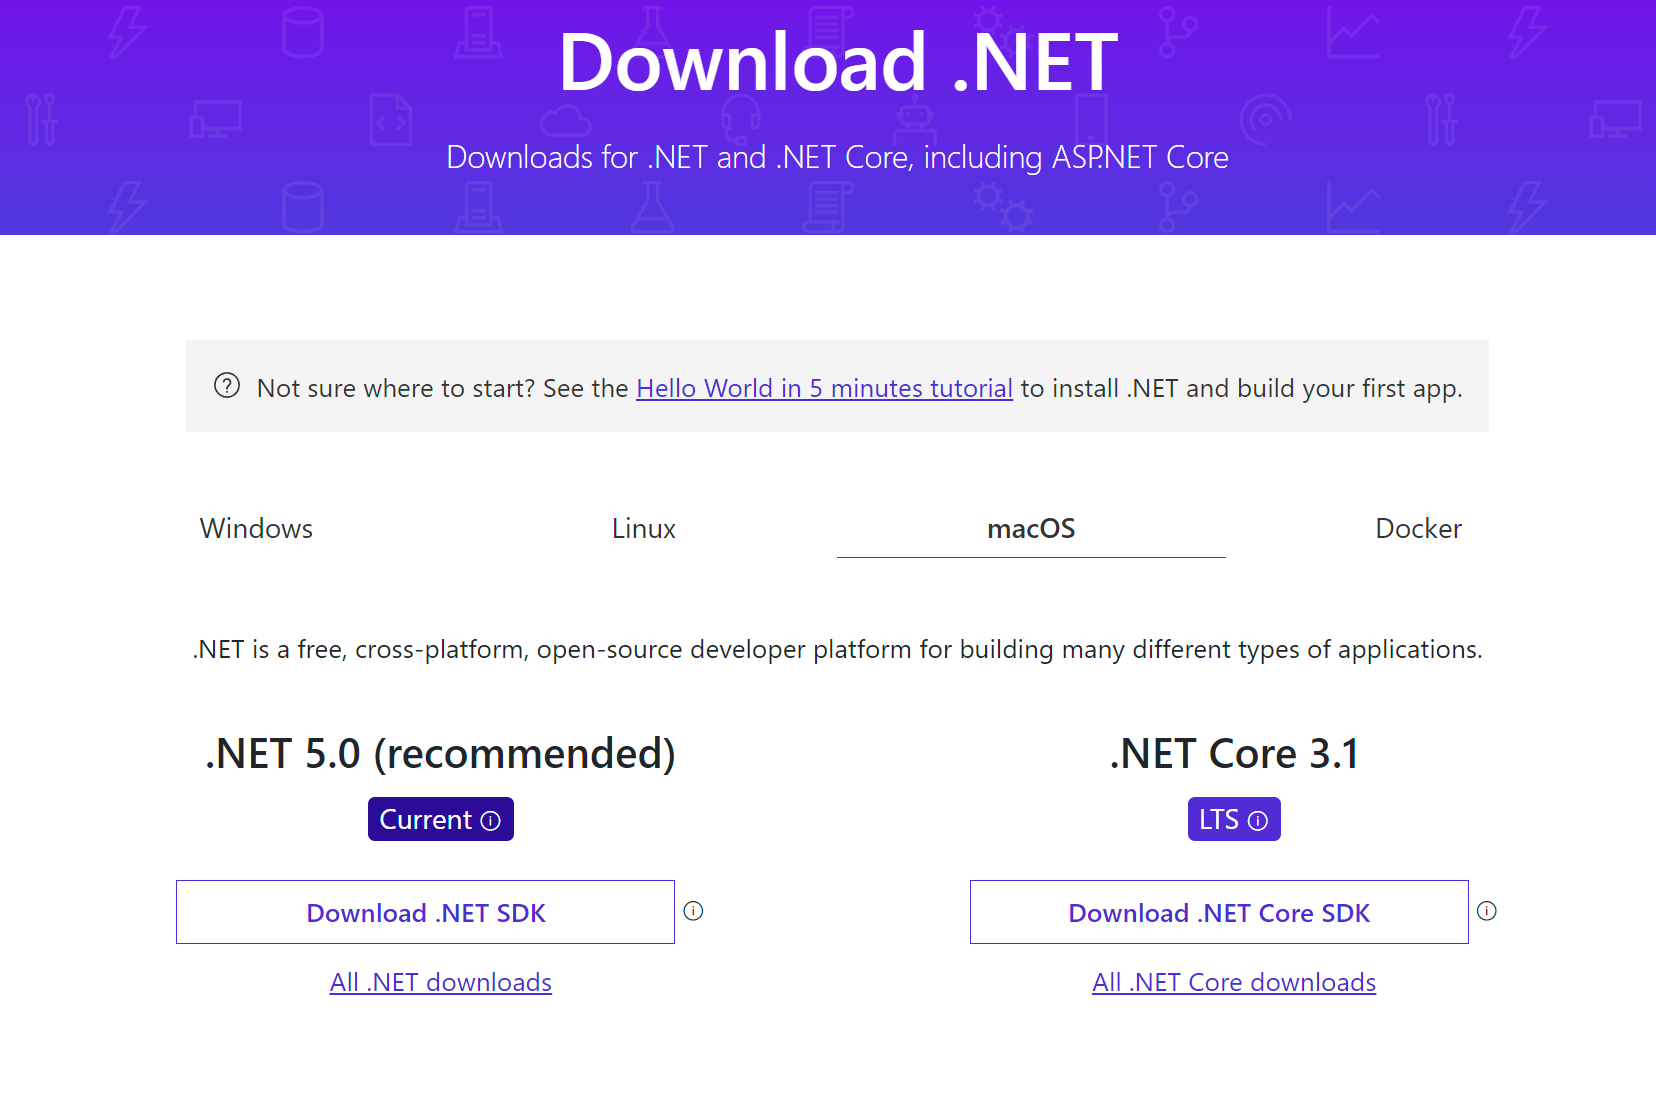 Download .NET
Downloads for .NET and .NET Core, including ASP.NET Core
Not sure where to start? See the Hello World in 5 minutes tutorial to install .NET and build your first app.
Windows Linux macOS Docker
.NET is a free, cross-platform, open-source developer platform for building many different types of applications.
.NET 5.0 (recommended)
Current
Download .NET SDK
All .NET downloads
.NET Core 3.1
LTS
Download .NET Core SDK
All .NET Core downloads